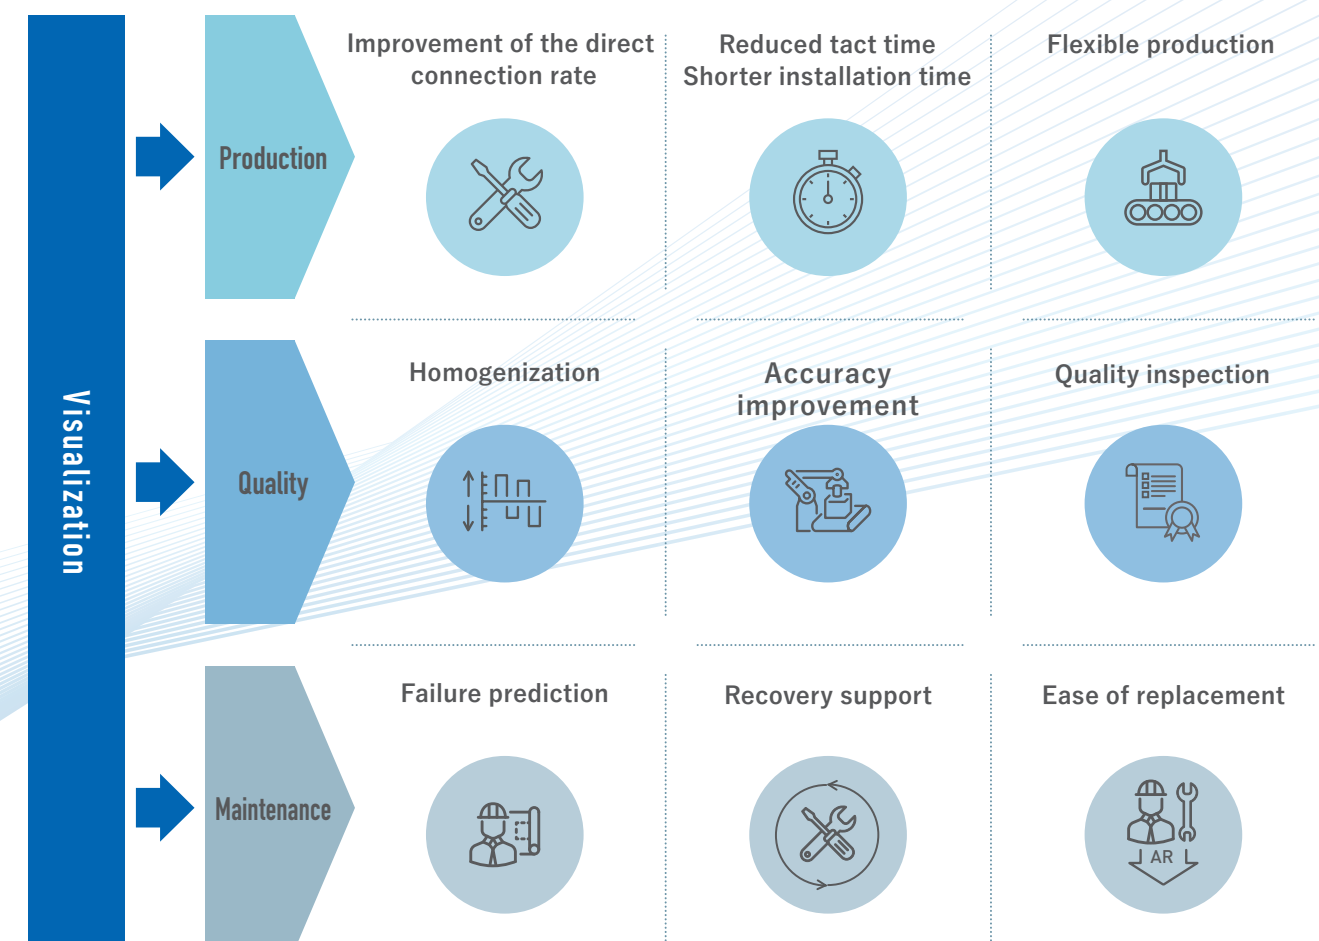 Visualization
Production
Improvement of the direct
connection rate
Reduced tact time
Shorter installation time
Flexible production
Quality
Homogenization
Accuracy
improvement
Quality inspection
Maintenance
Failure prediction
Recovery support
Ease of replacement
AR